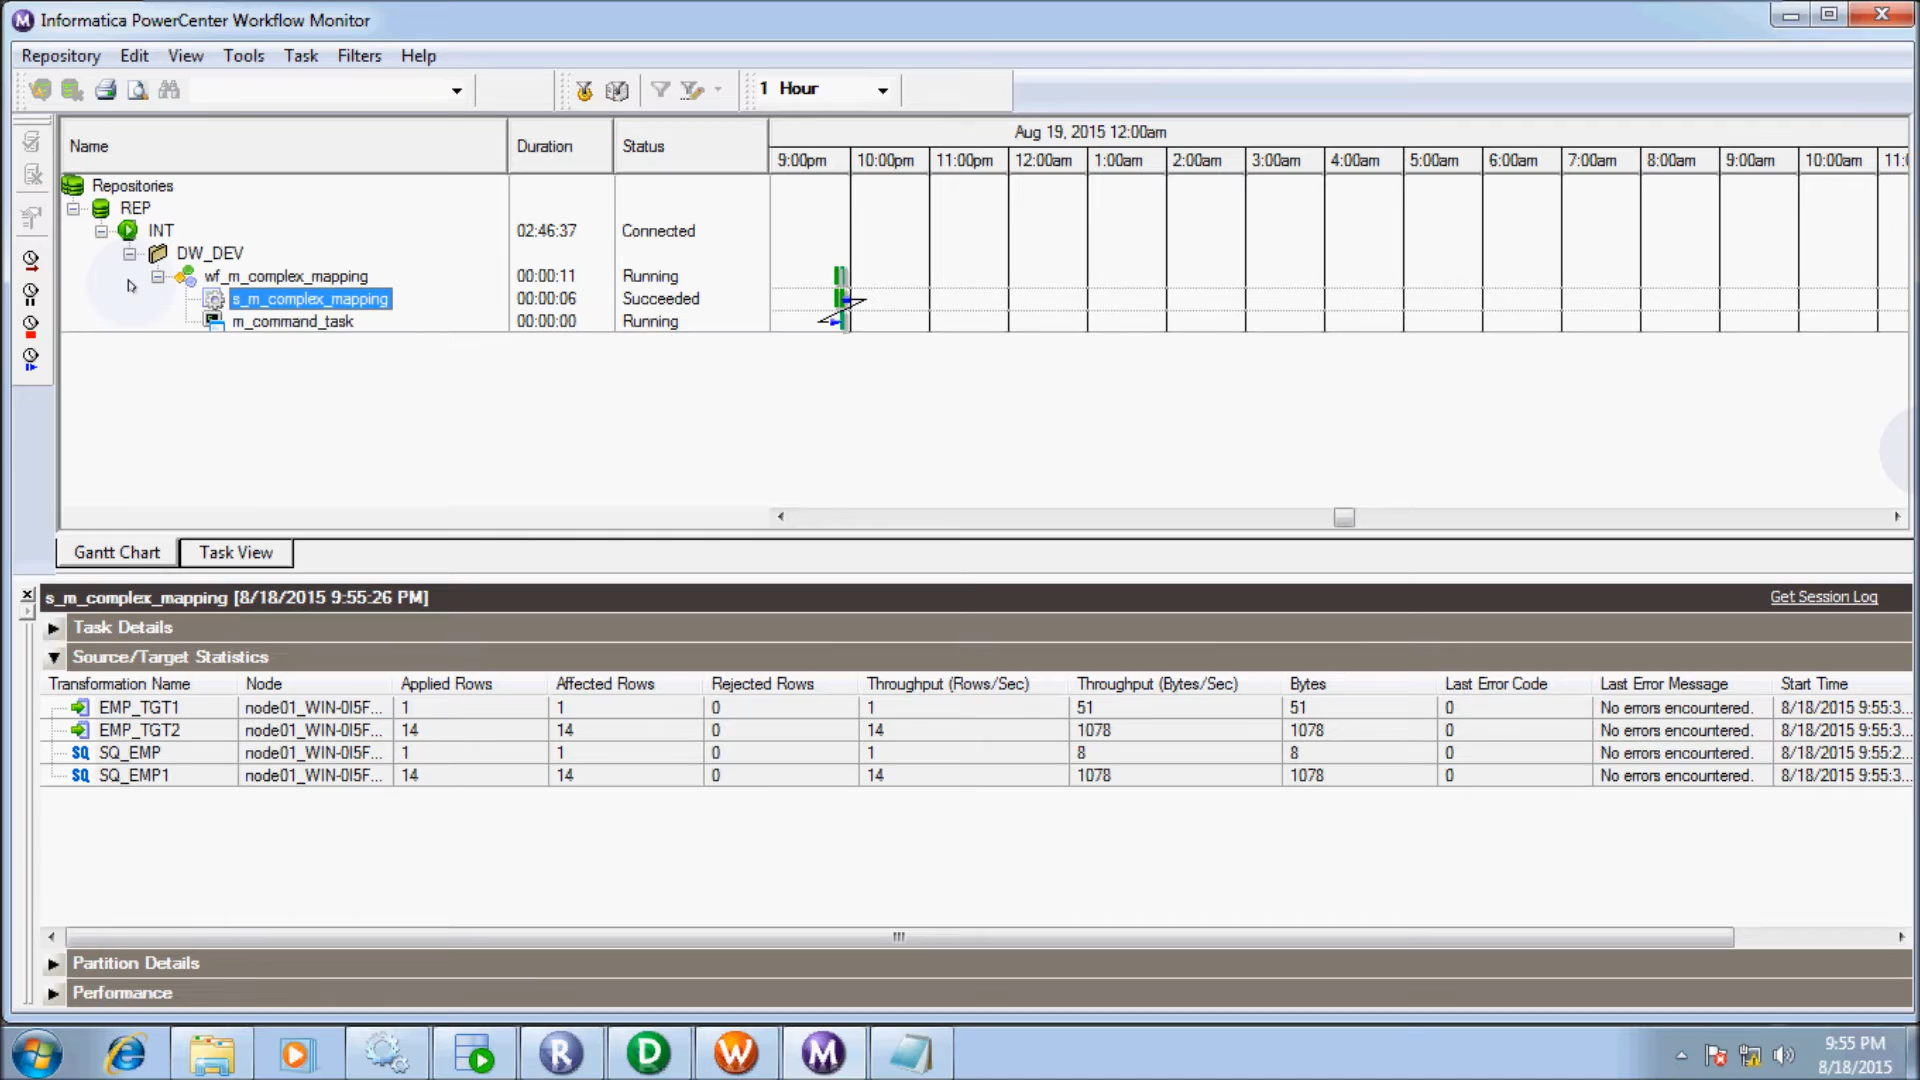 Informatica PowerCenter Workflow Monitor
Repository Edit View Tools Task Filters Help
1 Hour
Name Duration Status
Aug 19, 2015 12:00am
9:00pm 10:00pm 11:00pm 12:00am 1:00am 2:00am 3:00am 4:00am 5:00am 6:00am 7:00am 8:00am 9:00am 10:00am
Repositories
REP
INT 02:46:37 Connected
DW_DEV
wf_m_complex_mapping 00:00:11 Running
s_m_complex_mapping 00:00:06 Succeeded
m_command_task 00:00:00 Running
Gantt Chart Task View
s_m_complex_mapping [8/18/2015 9:55:26 PM] Get Session Log
Task Details
Source/Target Statistics
Transformation Name Node Applied Rows Affected Rows Rejected Rows Throughput (Rows/Sec) Throughput (Bytes/Sec) Bytes Last Error Code Last Error Message Start Time
EMP_TGT1 node01_WIN-0I5F... 1 1 0 1 51 51 0 No errors encountered. 8/18/2015 9:55:3...
EMP_TGT2 node01_WIN-0I5F... 14 14 0 14 1078 1078 0 No errors encountered. 8/18/2015 9:55:3...
SQ SQ_EMP node01_WIN-0I5F... 1 1 0 1 8 8 0 No errors encountered. 8/18/2015 9:55:2...
SQ SQ_EMP1 node01_WIN-0I5F... 14 14 0 14 1078 1078 0 No errors encountered. 8/18/2015 9:55:3...
Partition Details
Performance
R D W M
9:55 PM
8/18/2015